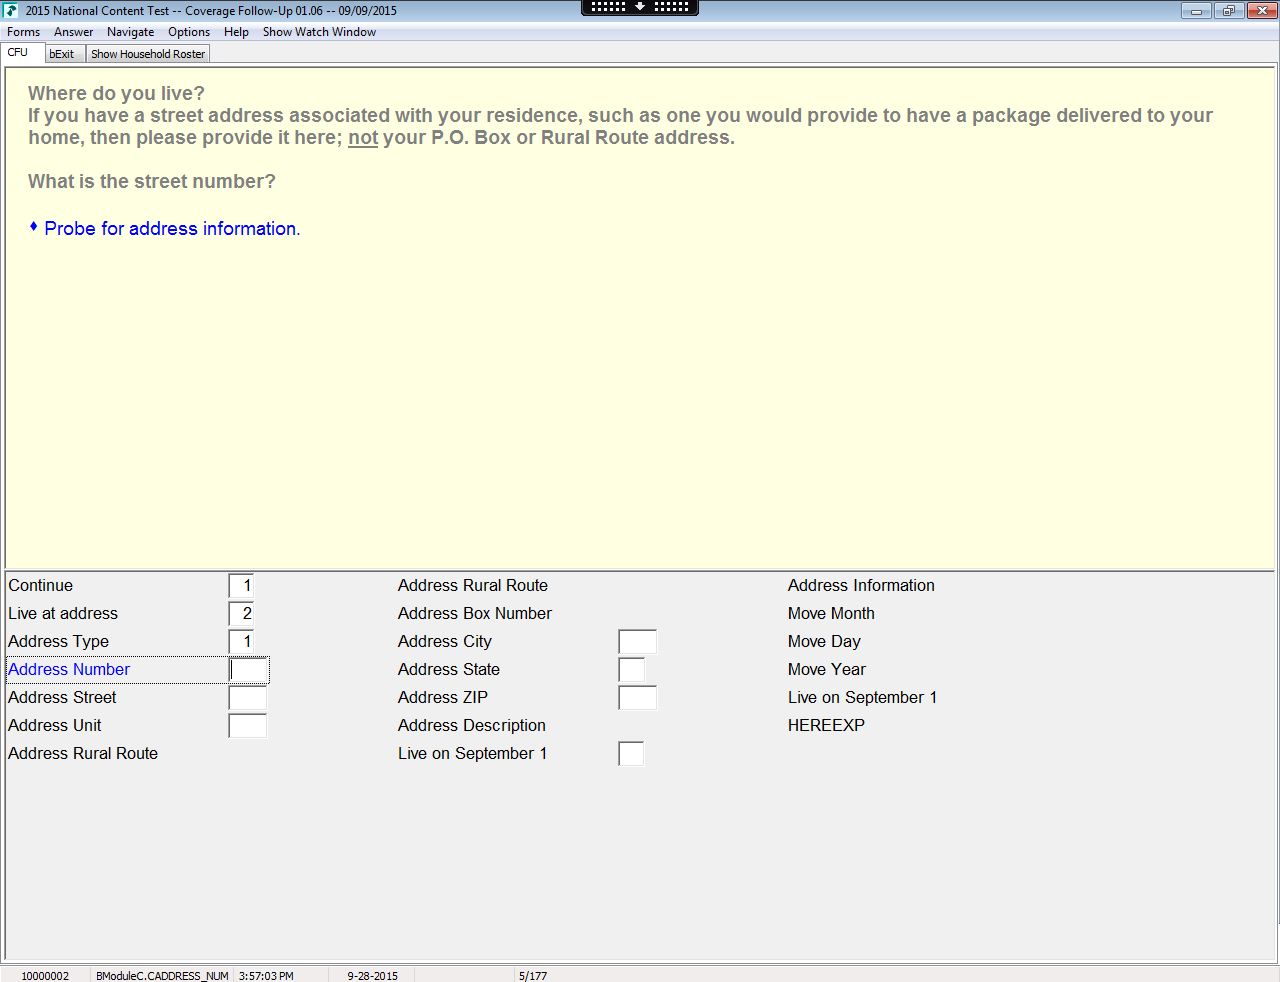 2015 National Content Test -- Coverage Follow-Up 01.06 -- 09/09/2015
Forms Answer Navigate Options Help Show Watch Window
CFU bExit Show Household Roster
Where do you live?
If you have a street address associated with your residence, such as one you would provide to have a package delivered to your
home, then please provide it here; not your P.O. Box or Rural Route address.
What is the street number?
♦ Probe for address information.
Continue 1 Address Rural Route Address Information
Live at address 2 Address Box Number Move Month
Address Type 1 Address City Move Day
Address Number Address State Move Year
Address Street Address ZIP Live on September 1
Address Unit Address Description HEREEXP
Address Rural Route Live on September 1
10000002 BModuleC.CADDRESS_NUM 3:57:03 PM 9-28-2015 5/177